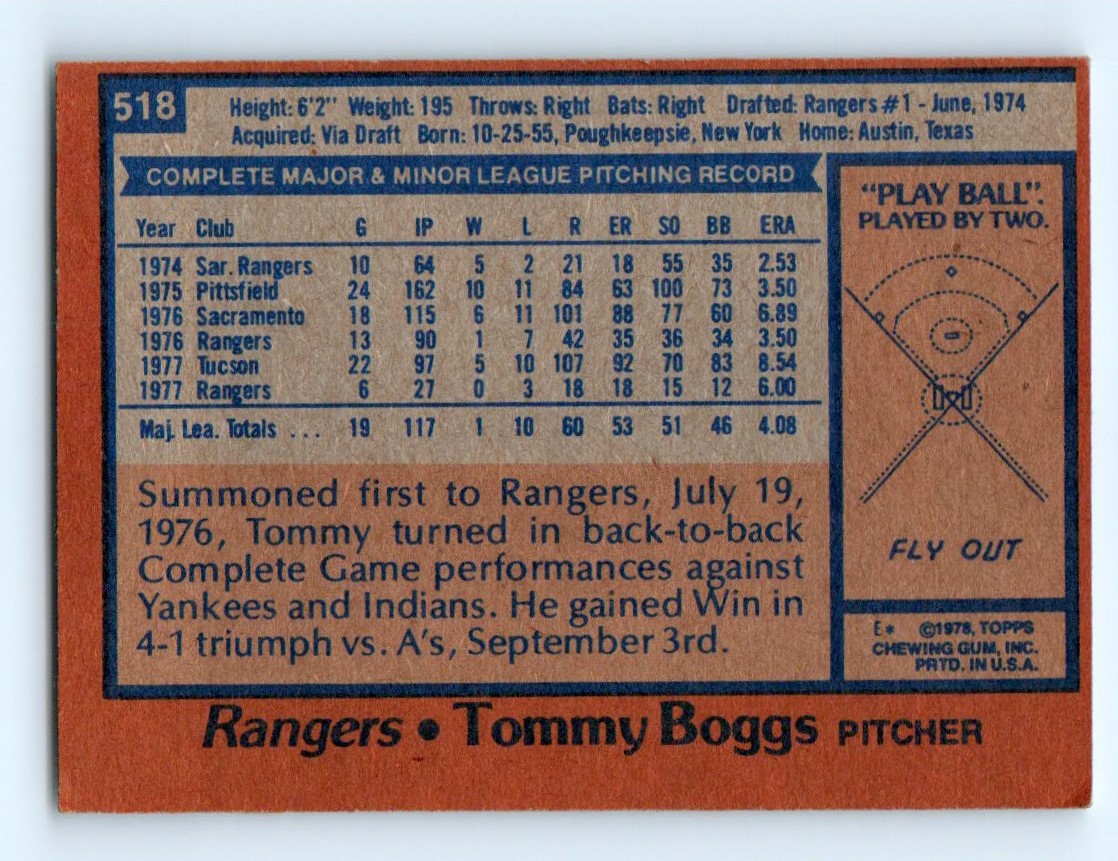 518
Height: 6'2" Weight: 195 Throws: Right Bats: Right Drafted: Rangers #1 - June, 1974
Acquired: Via Draft Born: 10-25-55, Poughkeepsie, New York Home: Austin, Texas
COMPLETE MAJOR & MINOR LEAGUE PITCHING RECORD
Year Club G IP W L R ER SO BB ERA
1974 Sar. Rangers 10 64 5 2 21 18 55 35 2.53
1975 Pittsfield 24 162 10 11 84 63 100 73 3.50
1976 Sacramento 18 115 6 11 101 88 77 60 6.89
1976 Rangers 13 90 1 7 42 35 36 34 3.50
1977 Tucson 22 97 5 10 107 92 70 83 8.54
1977 Rangers 6 27 0 3 18 18 15 12 6.00
Maj. Lea. Totals ... 19 117 1 10 60 53 51 46 4.08
Summoned first to Rangers, July 19,
1976, Tommy turned in back-to-back
Complete Game performances against
Yankees and Indians. He gained Win in
4-1 triumph vs. A's, September 3rd.
"PLAY BALL".
PLAYED BY TWO.
FLY OUT
E* ©1978, TOPPS
CHEWING GUM, INC.
PRTD. IN U.S.A.
Rangers • Tommy Boggs PITCHER